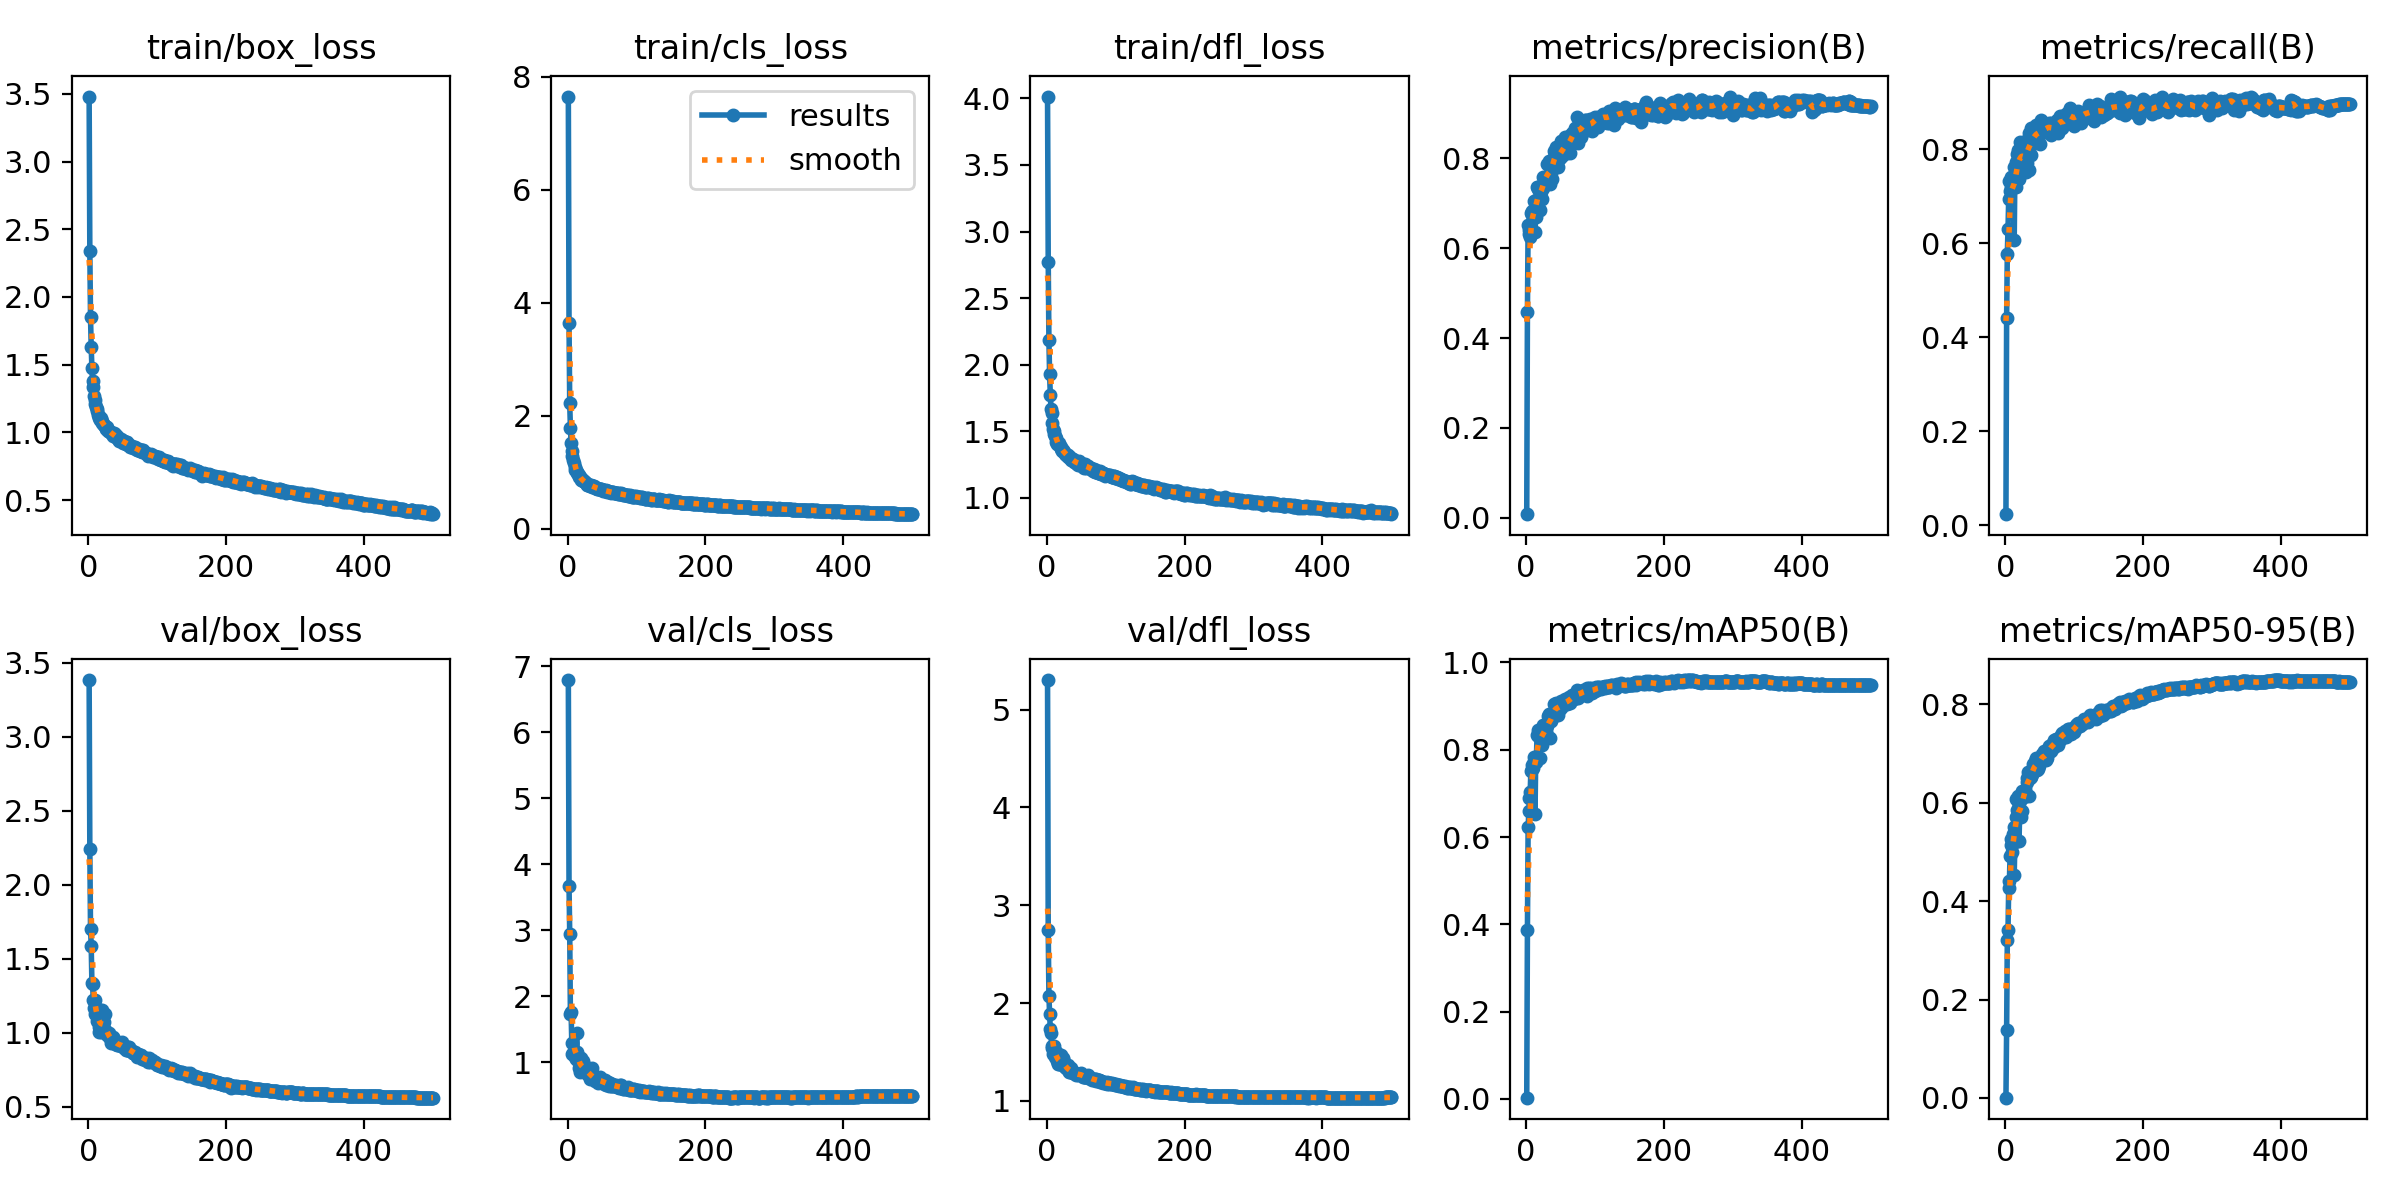 train/box_loss
3.5
3.0
2.5
2.0
1.5
1.0
0.5
0 200 400
train/cls_loss
8
6
4
2
0
results
smooth
0 200 400
train/dfl_loss
4.0
3.5
3.0
2.5
2.0
1.5
1.0
0 200 400
metrics/precision(B)
0.8
0.6
0.4
0.2
0.0
0 200 400
metrics/recall(B)
0.8
0.6
0.4
0.2
0.0
0 200 400
val/box_loss
3.5
3.0
2.5
2.0
1.5
1.0
0.5
0 200 400
val/cls_loss
7
6
5
4
3
2
1
0 200 400
val/dfl_loss
5
4
3
2
1
0 200 400
metrics/mAP50(B)
1.0
0.8
0.6
0.4
0.2
0.0
0 200 400
metrics/mAP50-95(B)
0.8
0.6
0.4
0.2
0.0
0 200 400